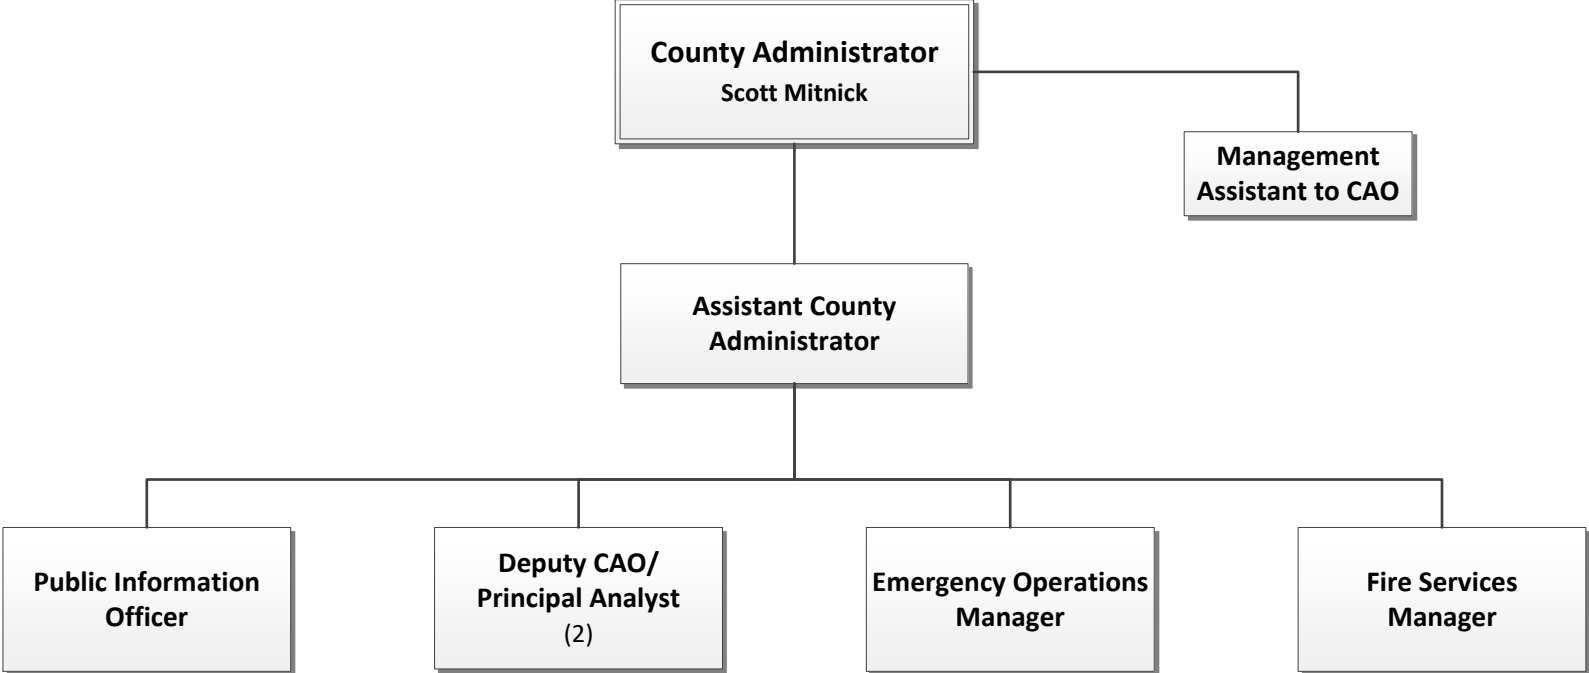 County Administrator
Scott Mitnick
Management
Assistant to CAO
Assistant County
Administrator
Public Information
Officer
Deputy CAO/
Principal Analyst
(2)
Emergency Operations
Manager
Fire Services
Manager